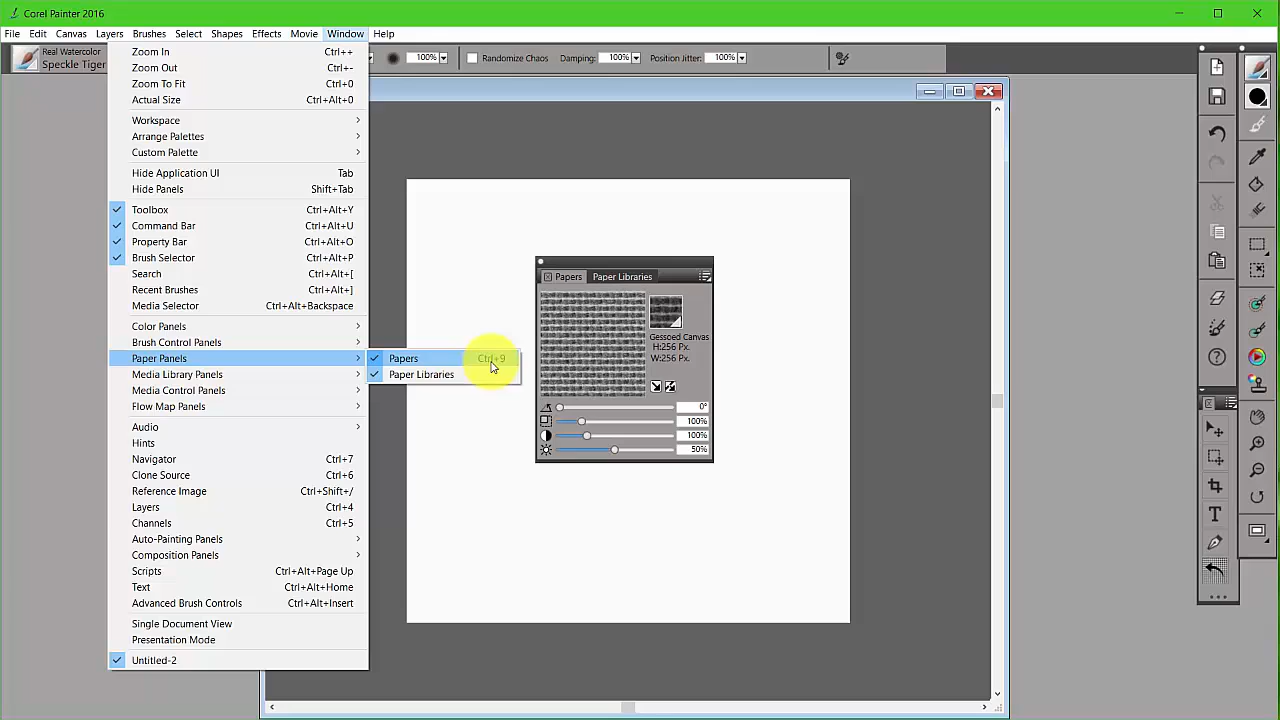 Corel Painter 2016
File Edit Canvas Layers Brushes Select Shapes Effects Movie Window Help
Real Watercolor
Speckle Tiger
100% Randomize Chaos Damping: 100% Position Jitter: 100%
Zoom In Ctrl++
Zoom Out Ctrl+-
Zoom To Fit Ctrl+0
Actual Size Ctrl+Alt+0
Workspace
Arrange Palettes
Custom Palette
Hide Application UI Tab
Hide Panels Shift+Tab
Toolbox Ctrl+Alt+Y
Command Bar Ctrl+Alt+U
Property Bar Ctrl+Alt+O
Brush Selector Ctrl+Alt+P
Search Ctrl+Alt+[
Recent Brushes Ctrl+Alt+]
Media Selector Ctrl+Alt+Backspace
Color Panels
Brush Control Panels
Paper Panels
Media Library Panels
Media Control Panels
Flow Map Panels
Audio
Hints
Navigator Ctrl+7
Clone Source Ctrl+6
Reference Image Ctrl+Shift+/
Layers Ctrl+4
Channels Ctrl+5
Auto-Painting Panels
Composition Panels
Scripts Ctrl+Alt+Page Up
Text Ctrl+Alt+Home
Advanced Brush Controls Ctrl+Alt+Insert
Single Document View
Presentation Mode
Untitled-2
Papers Ctrl+9
Paper Libraries
Papers Paper Libraries
Gessoed Canvas
H:256 Px.
W:256 Px.
0°
100%
100%
50%